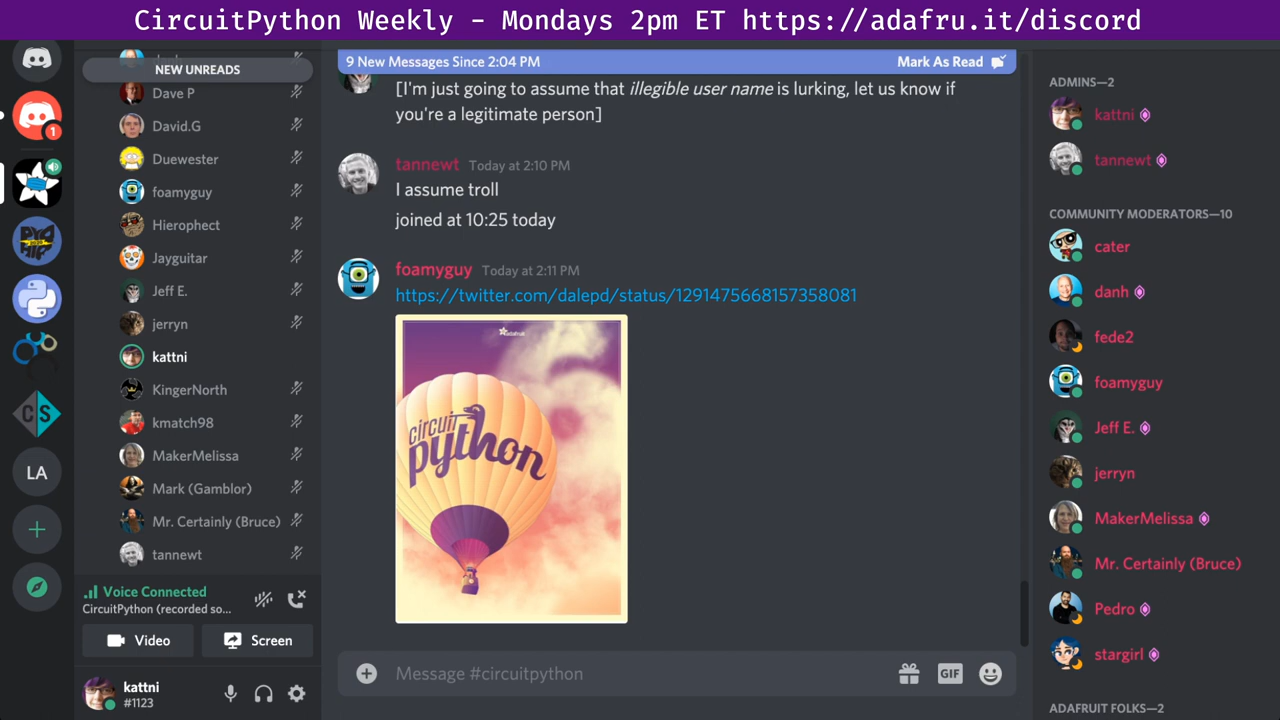 CircuitPython Weekly - Mondays 2pm ET https://adafru.it/discord
NEW UNREADS
Dave P
David.G
Duewester
foamyguy
Hierophect
Jayguitar
Jeff E.
jerryn
kattni
KingerNorth
kmatch98
MakerMelissa
Mark (Gamblor)
Mr. Certainly (Bruce)
tannewt
Voice Connected
CircuitPython (recorded so...
Video
Screen
kattni
#1123
1
CS
LA
9 New Messages Since 2:04 PM
Mark As Read
[I'm just going to assume that illegible user name is lurking, let us know if
you're a legitimate person]
tannewt Today at 2:10 PM
I assume troll
joined at 10:25 today
foamyguy Today at 2:11 PM
https://twitter.com/dalepd/status/1291475668157358081
adafruit
circuit
python
Message #circuitpython
GIF
ADMINS—2
kattni
tannewt
COMMUNITY MODERATORS—10
cater
danh
fede2
foamyguy
Jeff E.
jerryn
MakerMelissa
Mr. Certainly (Bruce)
Pedro
stargirl
ADAFRUIT FOLKS—2